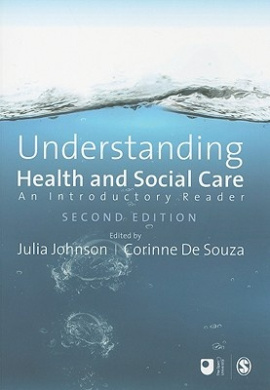 Understanding
Health and Social Care
An Introductory Reader
SECOND EDITION
Edited by
Julia Johnson | Corinne De Souza
S